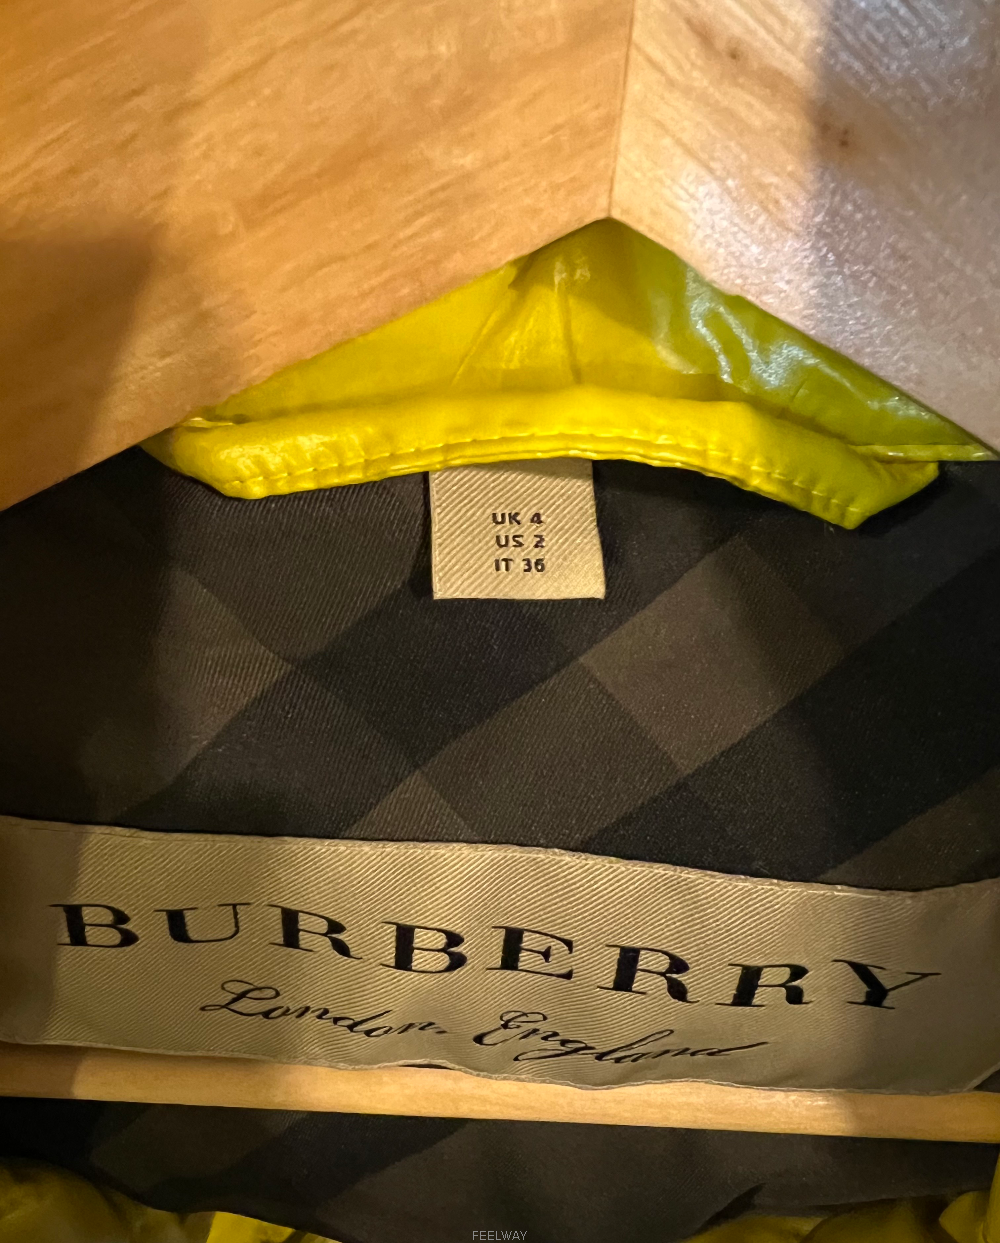 UK 4
US 2
IT 36
BURBERRY
London, England
FEELWAY